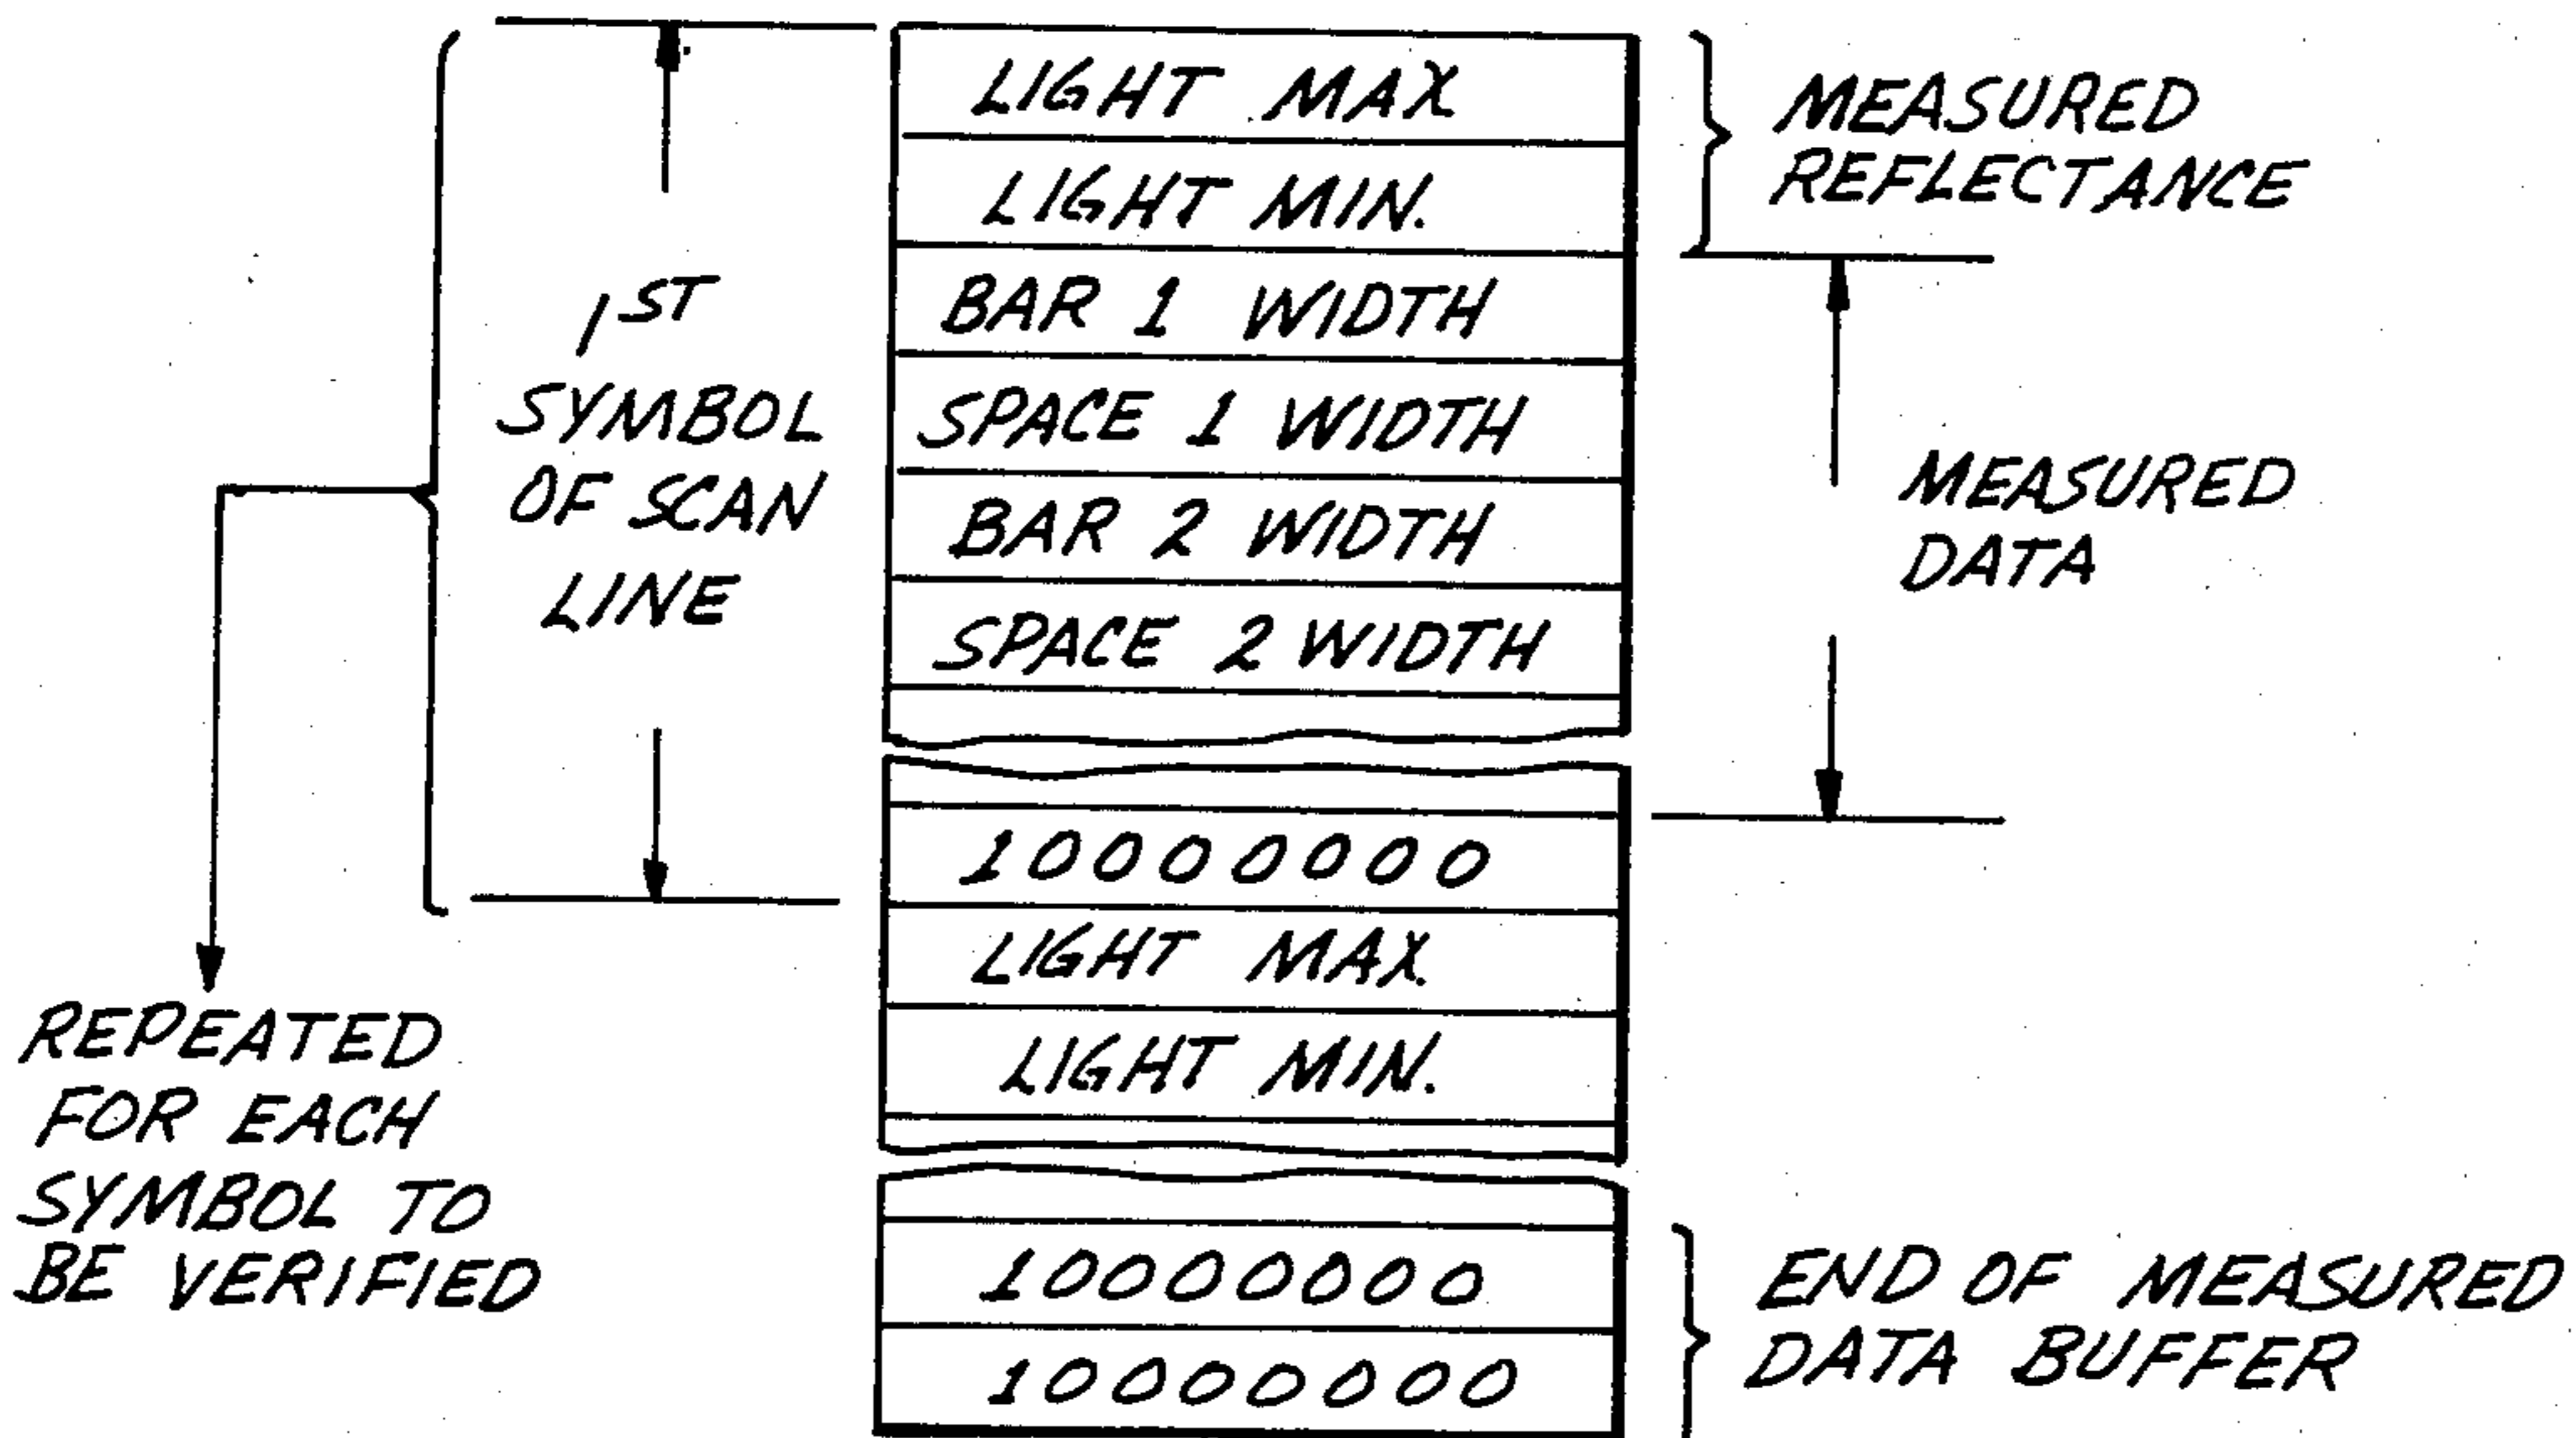 LIGHT MAX
LIGHT MIN.
BAR 1 WIDTH
SPACE 1 WIDTH
BAR 2 WIDTH
SPACE 2 WIDTH
10000000
LIGHT MAX.
LIGHT MIN.
10000000
10000000
MEASURED
REFLECTANCE
MEASURED
DATA
END OF MEASURED
DATA BUFFER
1ST
SYMBOL
OF SCAN
LINE
REPEATED
FOR EACH
SYMBOL TO
BE VERIFIED